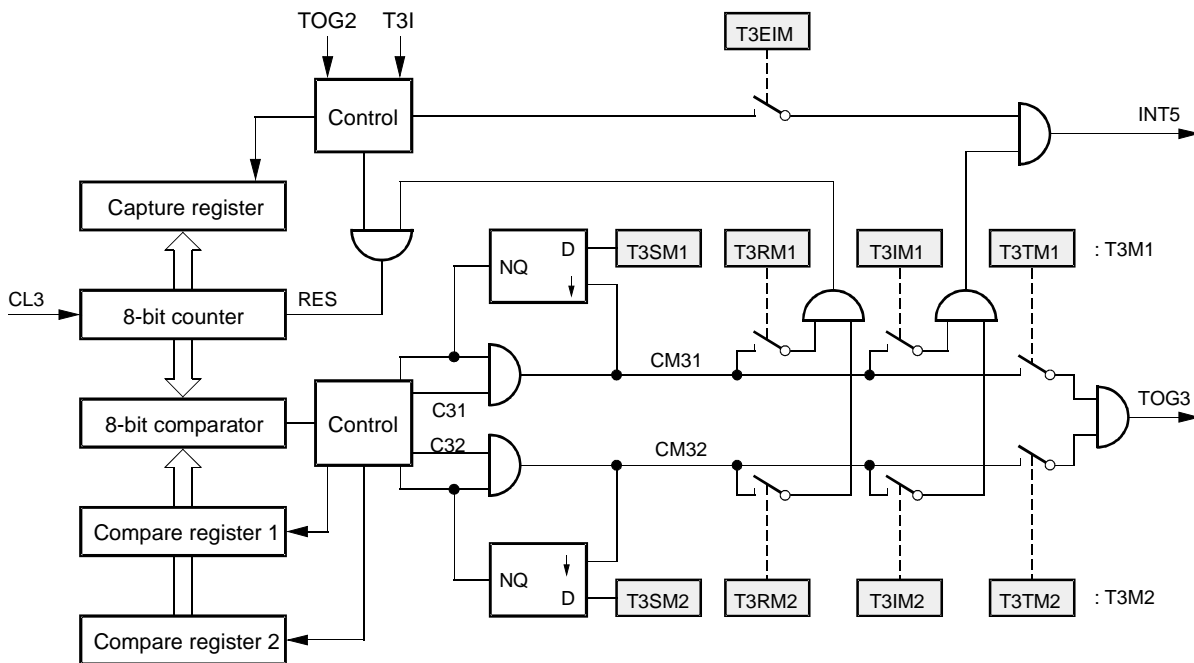 TOG2 T3I
T3EIM
Control
INT5
Capture register
D
T3SM1
T3RM1
T3IM1
T3TM1
: T3M1
NQ
CL3
8-bit counter
RES
CM31
C31
TOG3
8-bit comparator
Control
C32
CM32
Compare register 1
NQ
D
T3SM2
T3RM2
T3IM2
T3TM2
: T3M2
Compare register 2